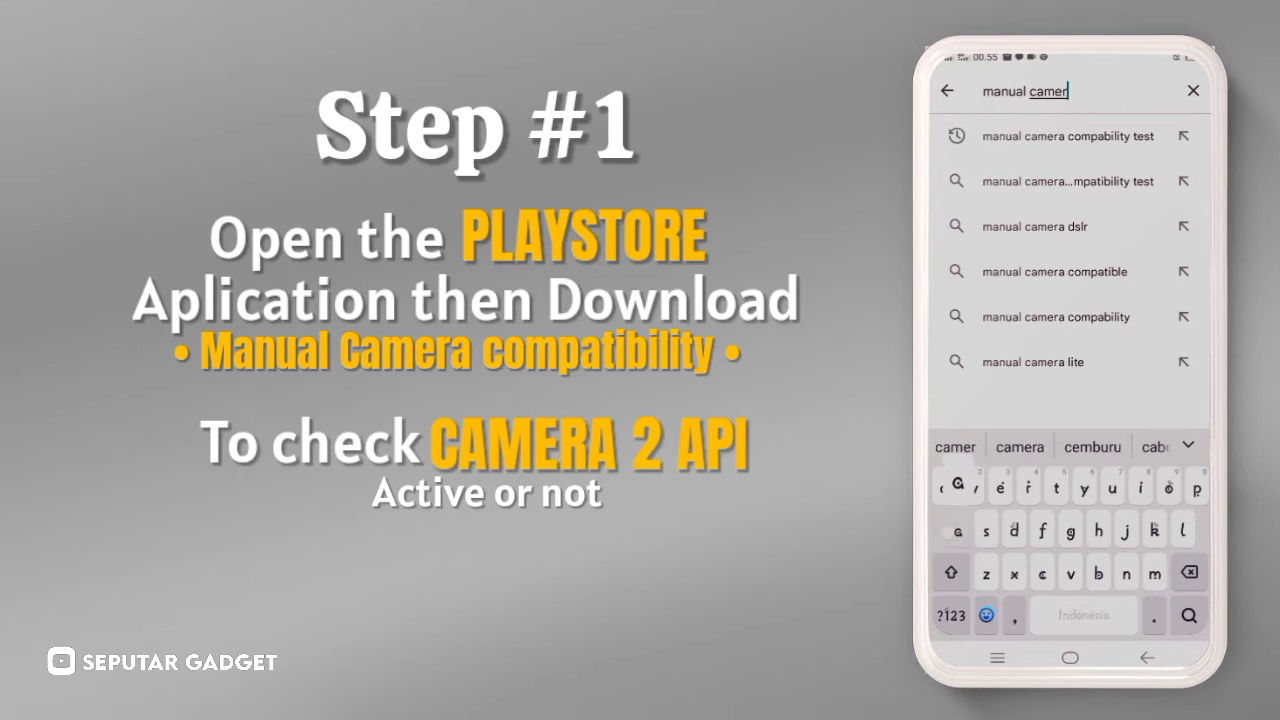 Step #1
Open the PLAYSTORE
Aplication then Download
• Manual Camera compatibility •
To check CAMERA 2 API
Active or not
SEPUTAR GADGET
00.55
manual camer
manual camera compability test
manual camera...mpatibility test
manual camera dslr
manual camera compatible
manual camera compability
manual camera lite
camer camera cemburu cab
e r t y u i o p
a s d f g h j k l
z x c v b n m
?123 , Indonesia .